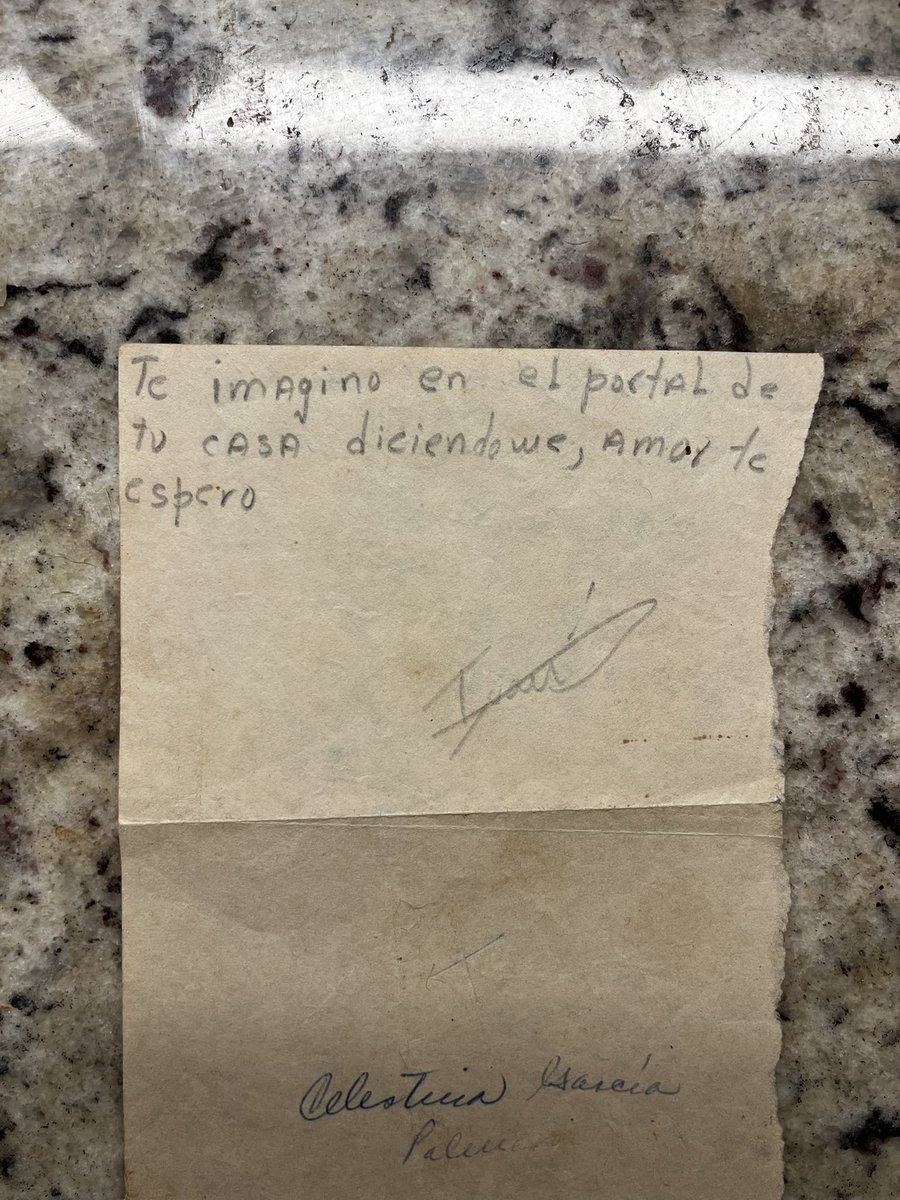 Te imagino en el portal de
tu casa diciendome, amor te
espero
Celestina García